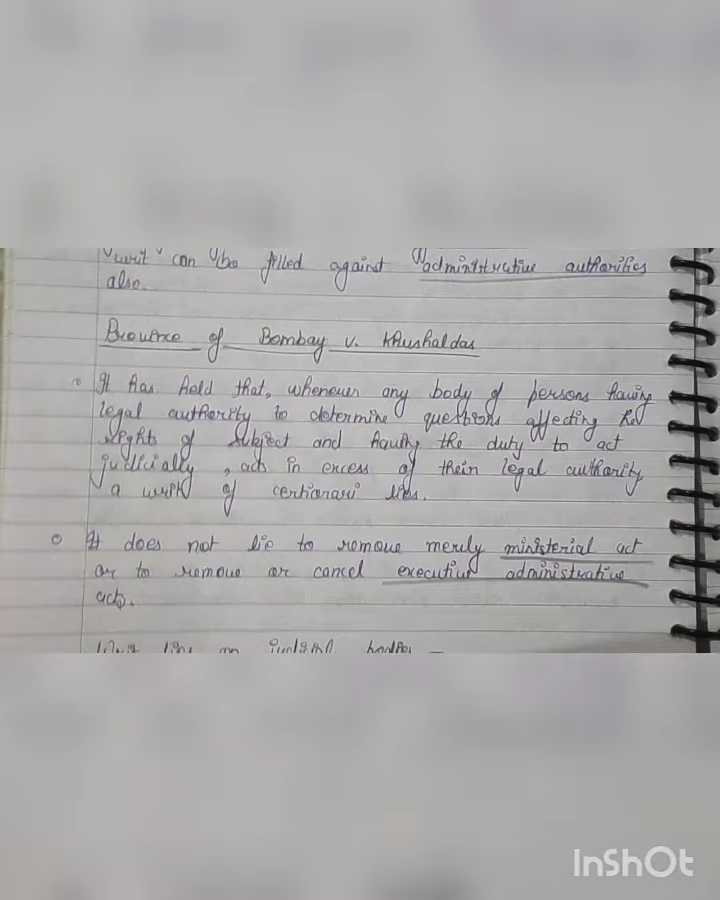 writ can be filled against administrative authorities
also.
Province of Bombay v. Khushaldas
It has held that, whenever any body of persons having
legal authority to determine questions affecting the
rights of subject and having the duty to act
judicially, acts in excess of their legal authority
a writ of certiorari lies.
It does not lie to remove merely ministerial act
or to remove or cancel executive administrative
acts.
InShOt